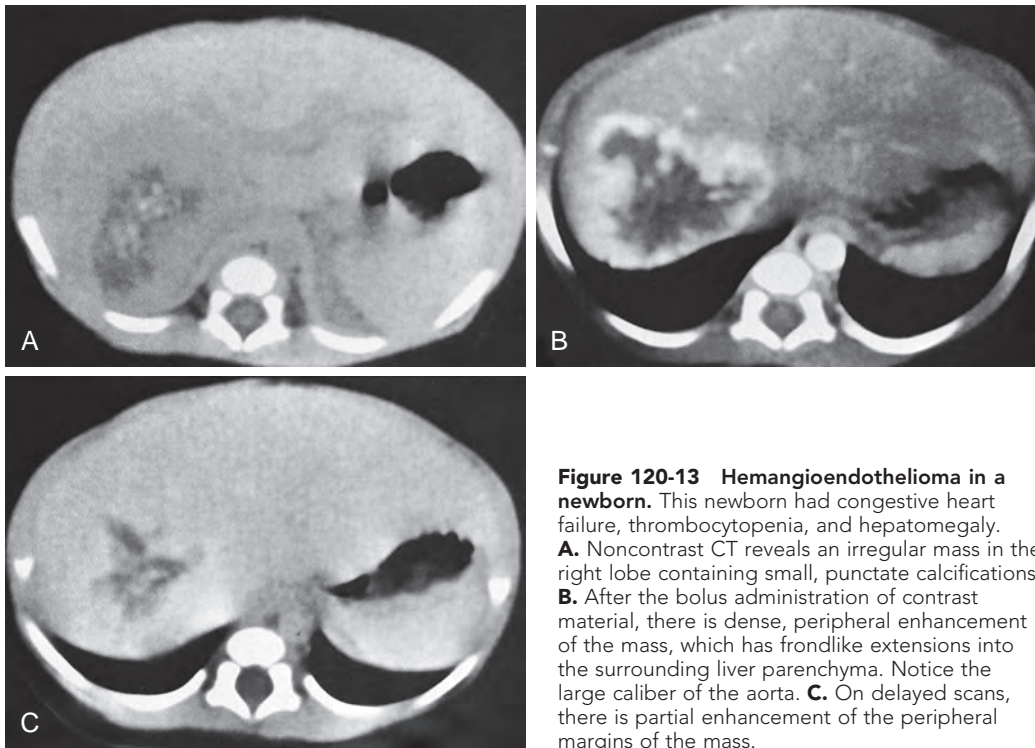 A
B
C
Figure 120-13 Hemangioendothelioma in a
newborn. This newborn had congestive heart
failure, thrombocytopenia, and hepatomegaly.
A. Noncontrast CT reveals an irregular mass in the
right lobe containing small, punctate calcifications
B. After the bolus administration of contrast
material, there is dense, peripheral enhancement
of the mass, which has frondlike extensions into
the surrounding liver parenchyma. Notice the
large caliber of the aorta. C. On delayed scans,
there is partial enhancement of the peripheral
margins of the mass.